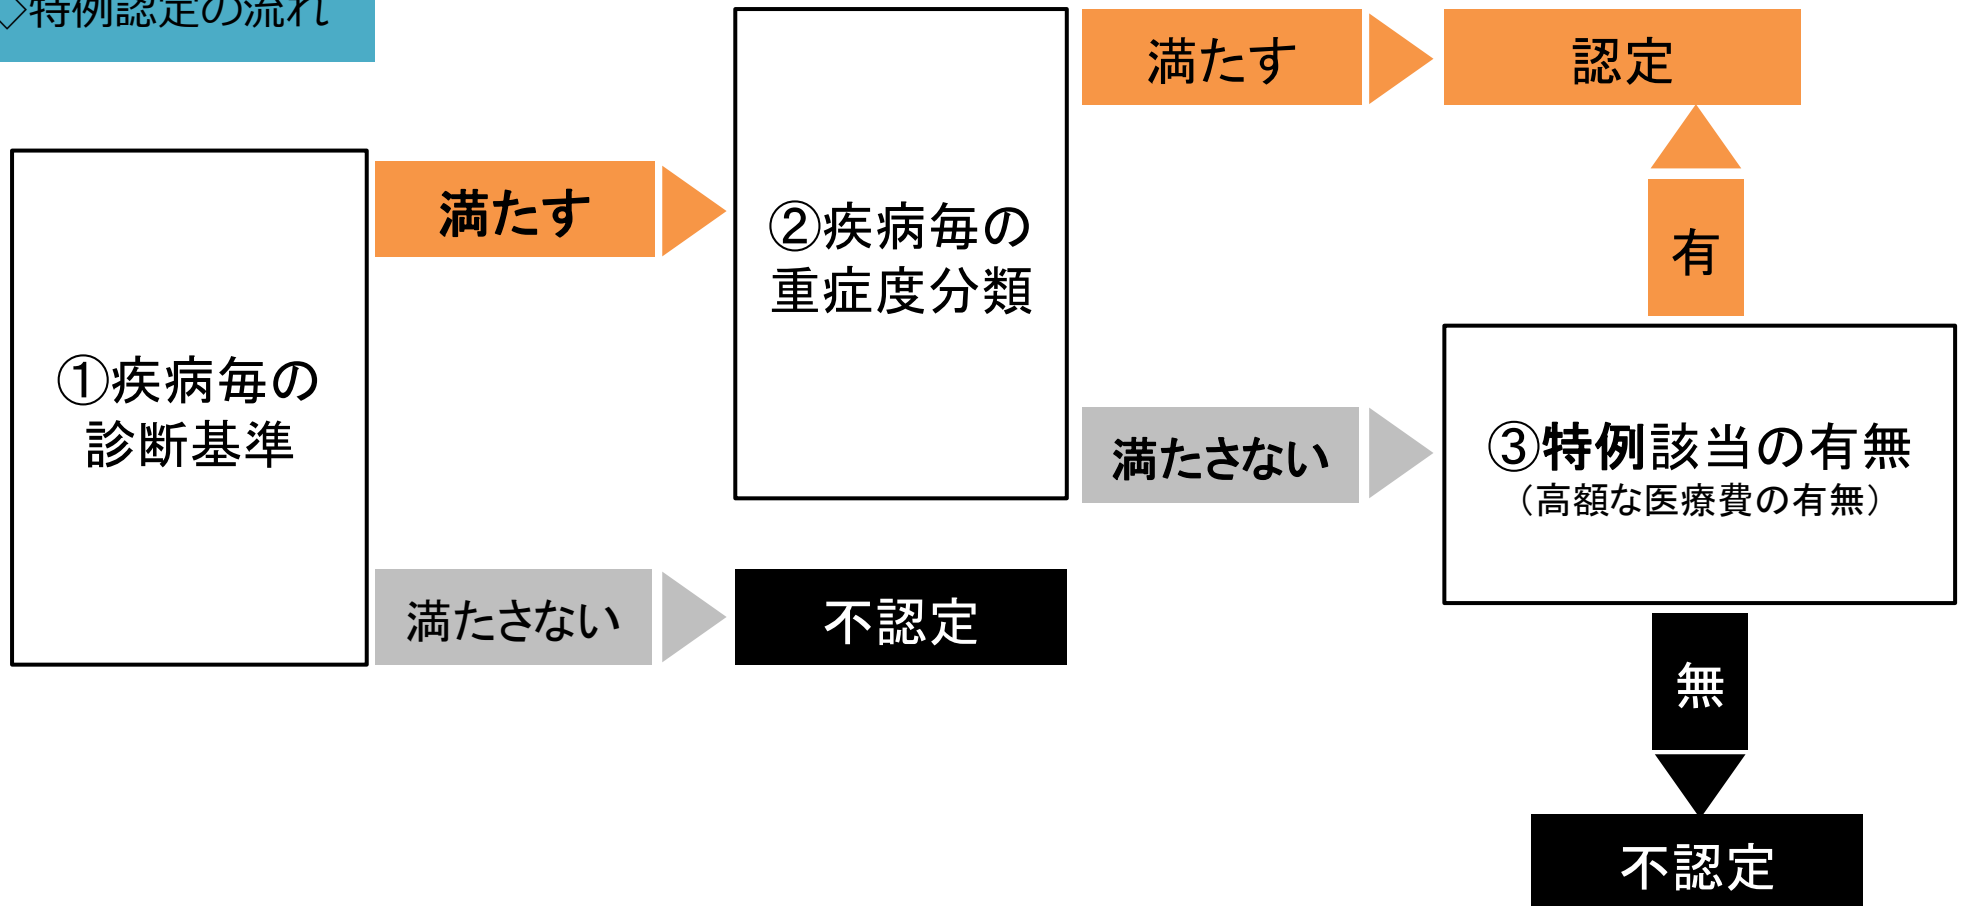 ◇特例認定の流れ
①疾病毎の
診断基準
満たす
満たさない
②疾病毎の
重症度分類
不認定
満たす
認定
満たさない
有
③特例該当の有無
（高額な医療費の有無）
無
不認定